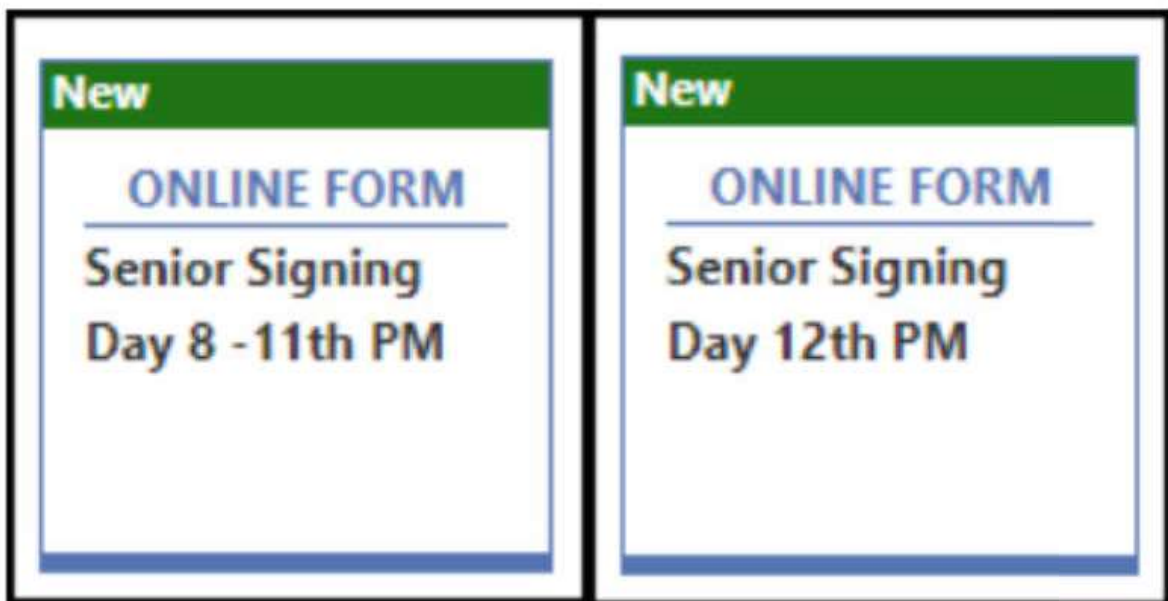 New
ONLINE FORM
Senior Signing
Day 8 -11th PM
New
ONLINE FORM
Senior Signing
Day 12th PM